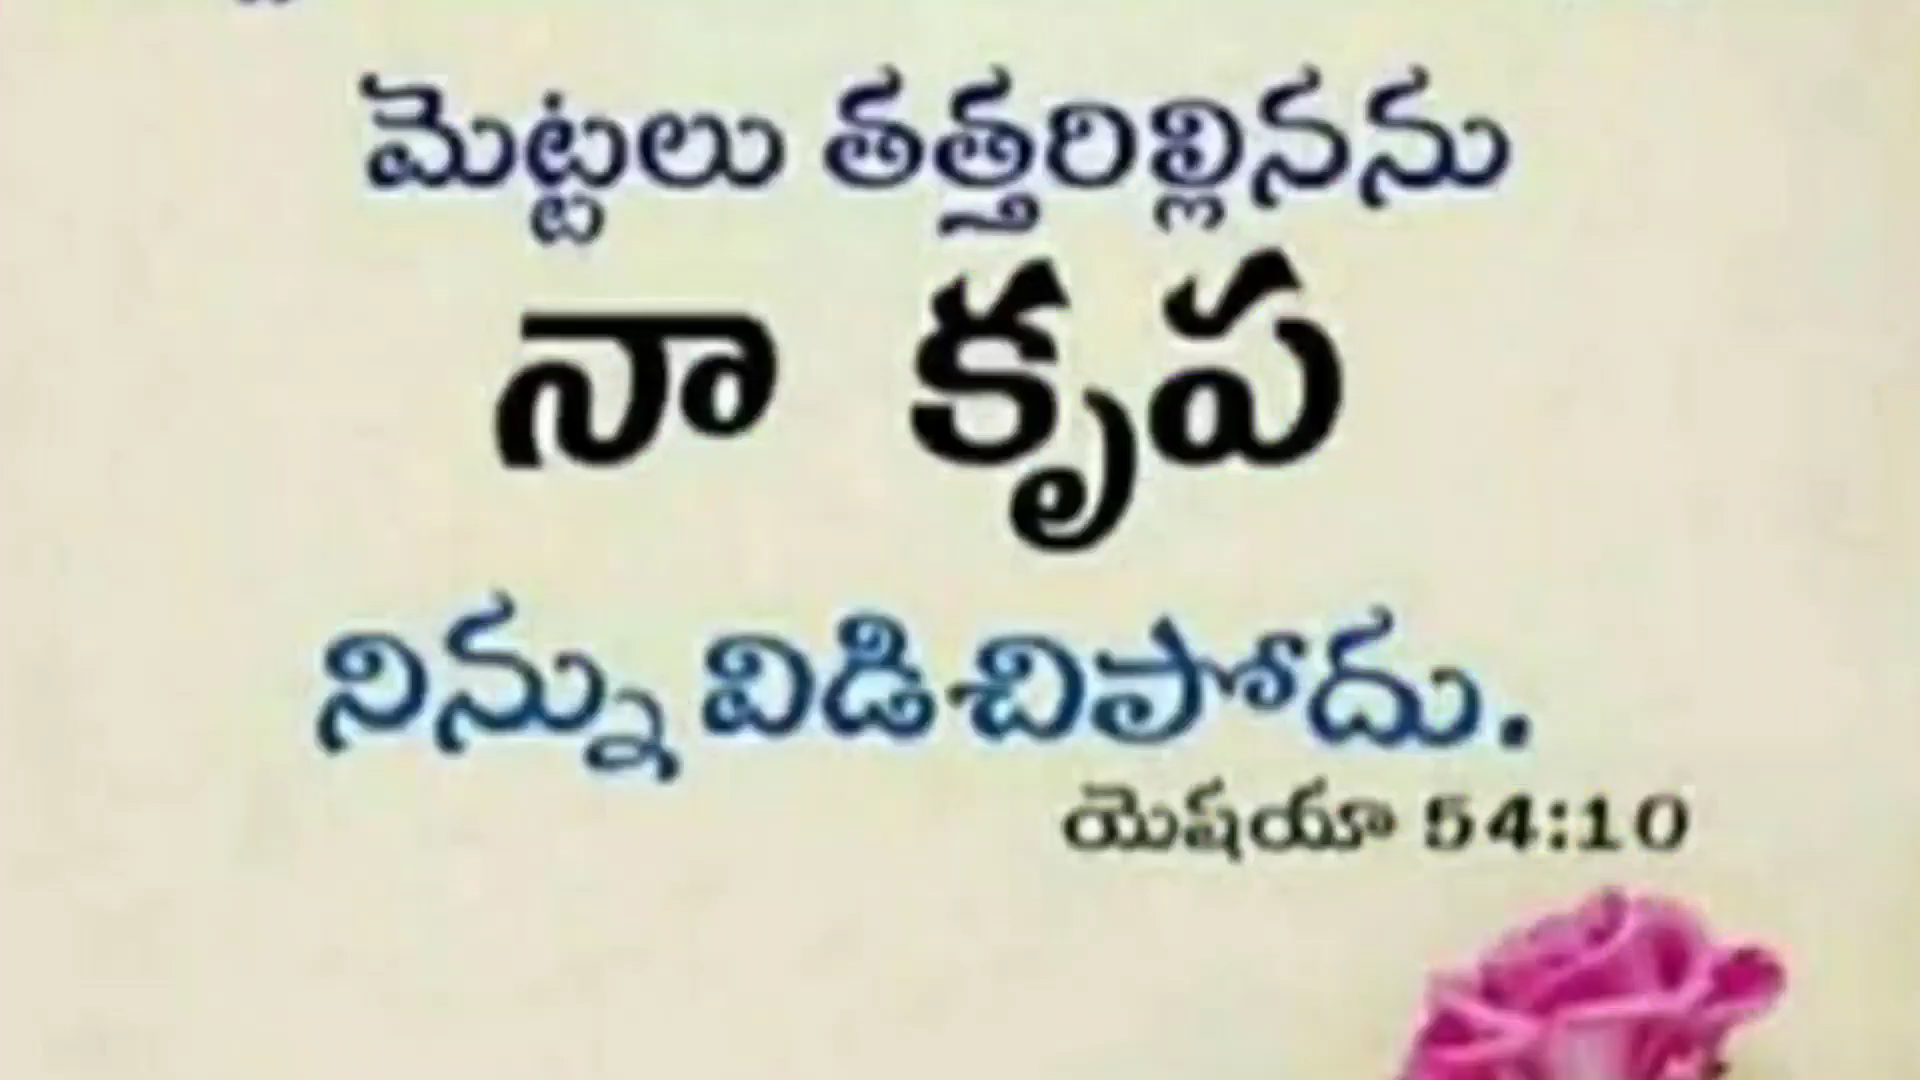 మెట్టలు తత్తరిల్లినను
నా కృప
నిన్ను విడిచిపోదు.
యెషయా 54:10